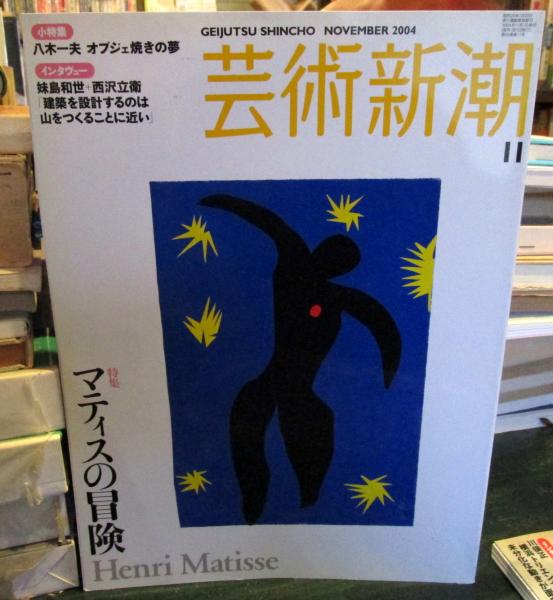 GEIJUTSU SHINCHO NOVEMBER 2004
芸術新潮
11
小特集
八木一夫 オブジェ焼きの夢
インタヴュー
妹島和世+西沢立衛
「建築を設計するのは
山をつくることに近い」
特集
マティスの冒険
Henri Matisse